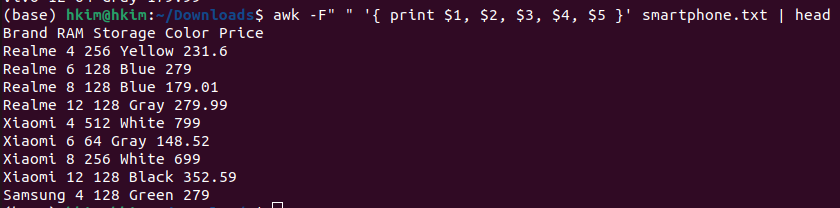 (base) hkim@hkim:~/Downloads$ awk -F" " '{ print $1, $2, $3, $4, $5 }' smartphone.txt | head
Brand RAM Storage Color Price
Realme 4 256 Yellow 231.6
Realme 6 128 Blue 279
Realme 8 128 Blue 179.01
Realme 12 128 Gray 279.99
Xiaomi 4 512 White 799
Xiaomi 6 64 Gray 148.52
Xiaomi 8 256 White 699
Xiaomi 12 128 Black 352.59
Samsung 4 128 Green 279